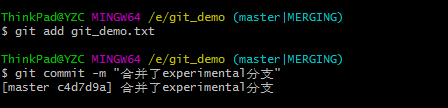 ThinkPad@YZC MINGW64 /e/git_demo (master|MERGING)
$ git add git_demo.txt
ThinkPad@YZC MINGW64 /e/git_demo (master|MERGING)
$ git commit -m "合并了experimental分支"
[master c4d7d9a] 合并了experimental分支